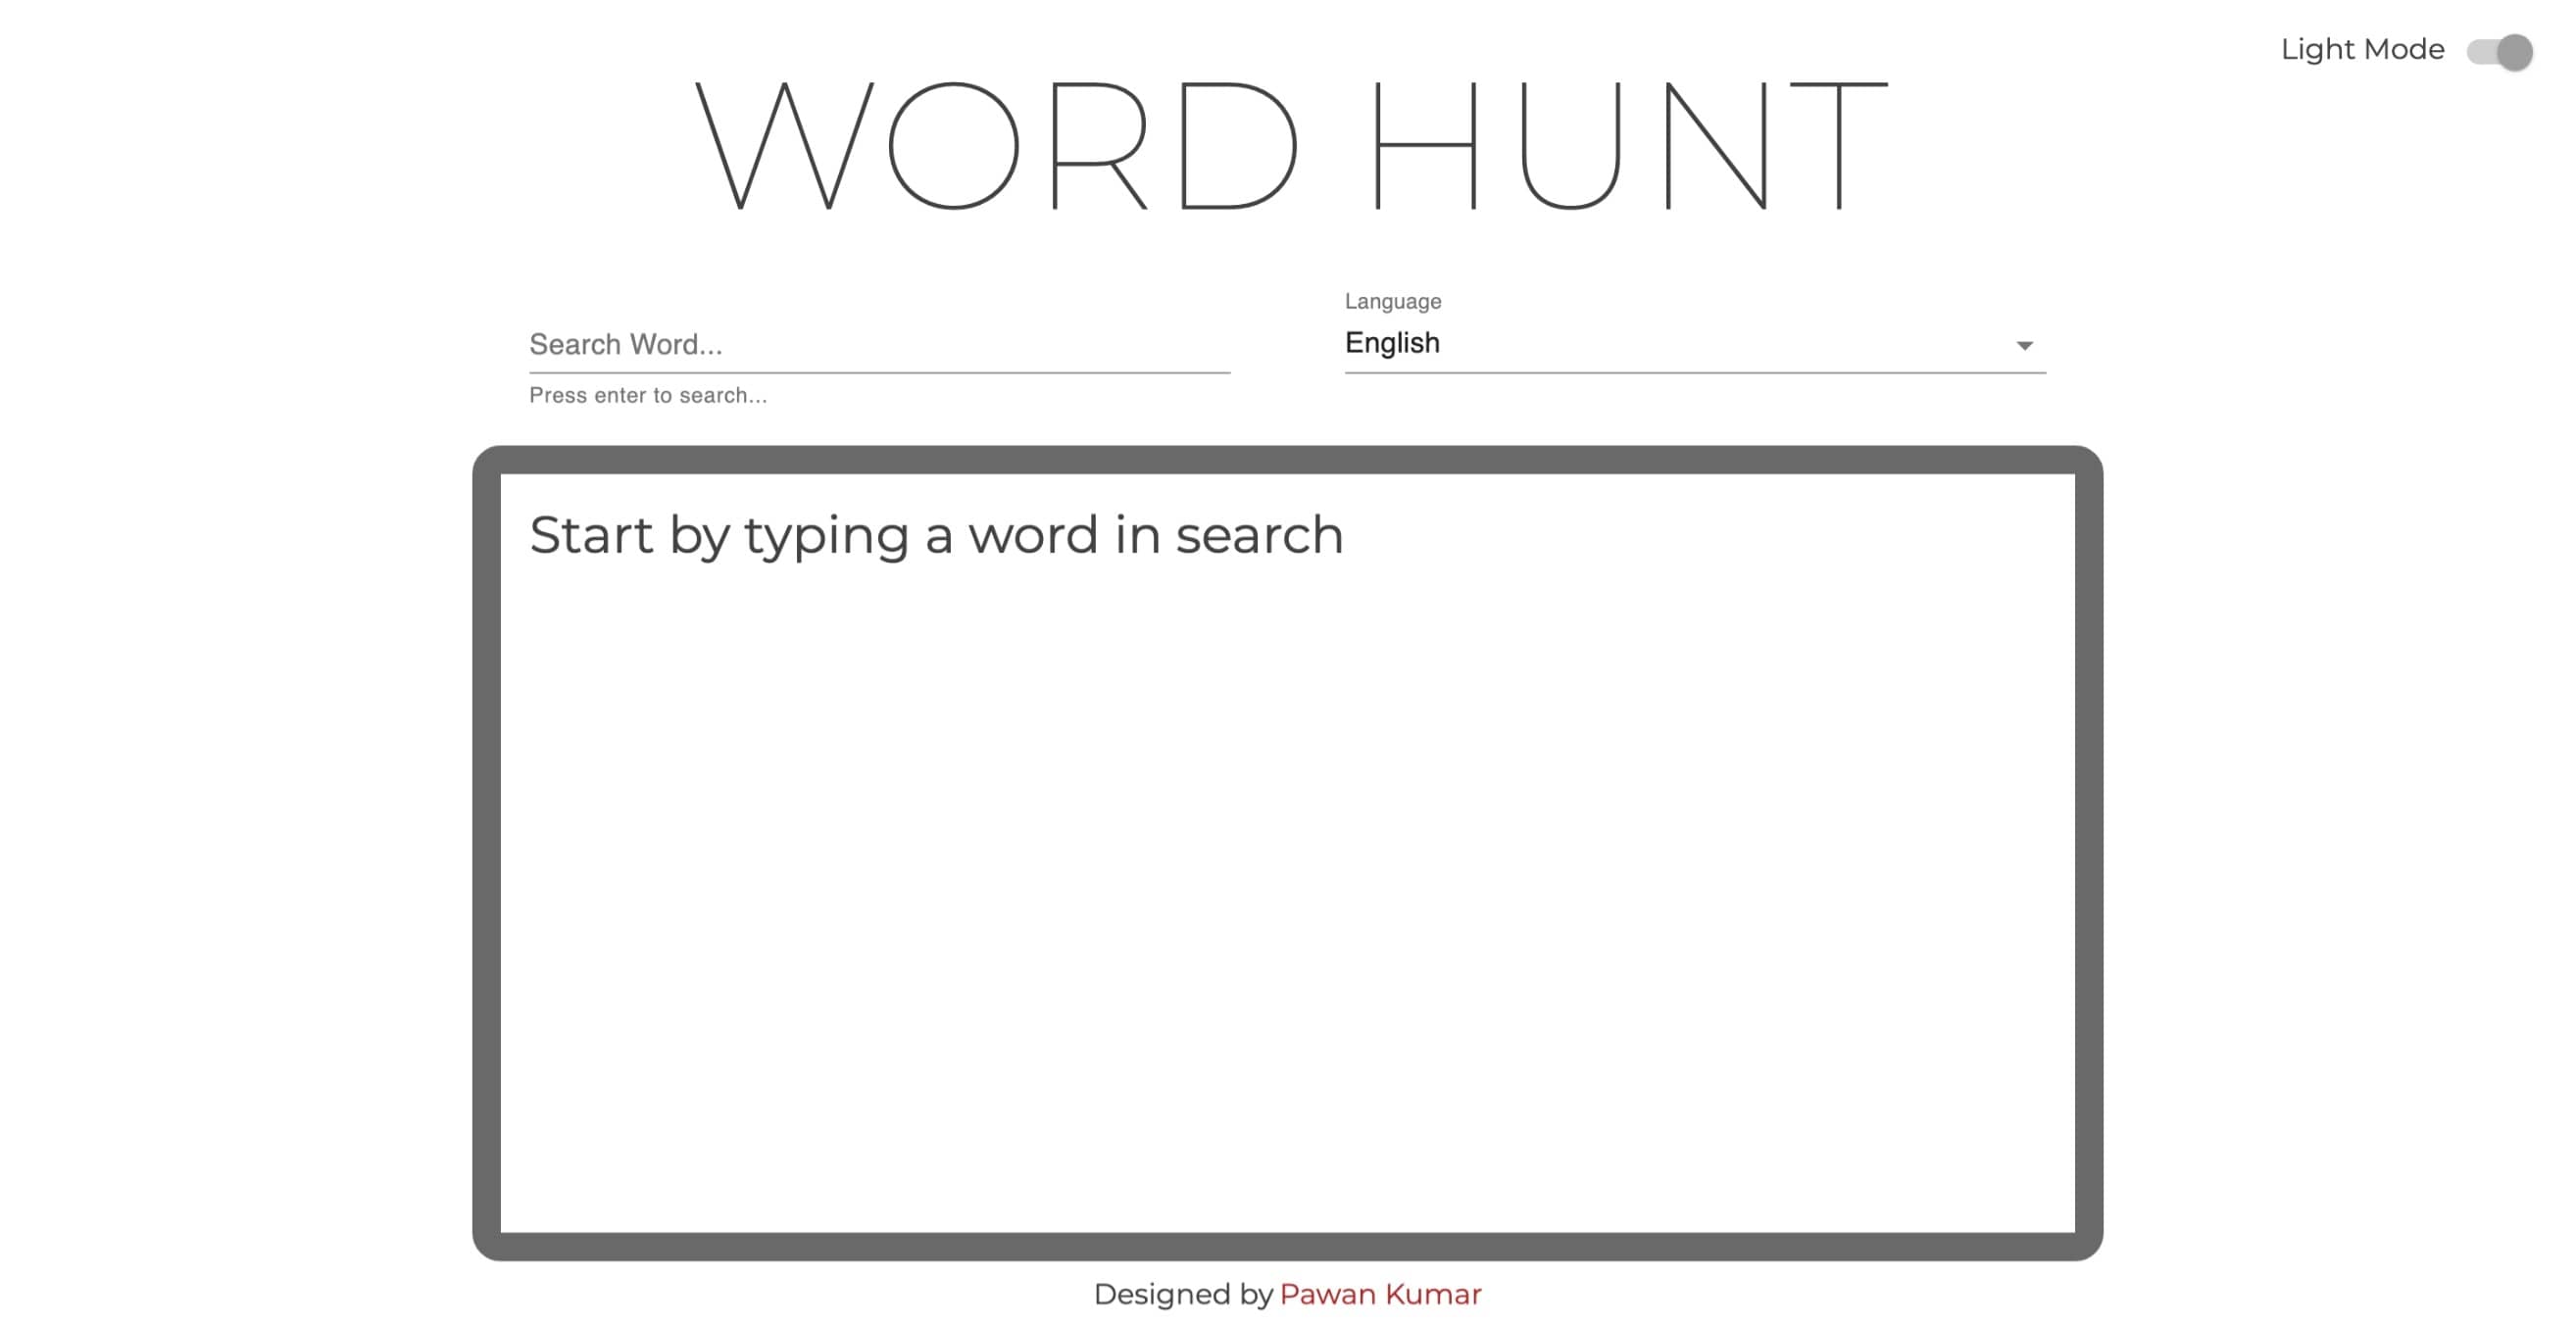 Light Mode
WORD HUNT
Language
Search Word...
English
Press enter to search...
Start by typing a word in search
Designed by Pawan Kumar